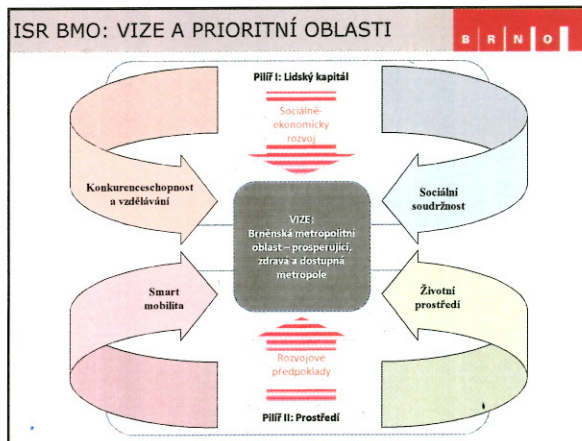 ISR BMO: VIZE A PRIORITNÍ OBLASTI
BRNO
Pilíř I: Lidský kapitál
Sociálně-
ekonomický
rozvoj
Konkurenceschopnost
a vzdělávání
Sociální
soudržnost
VIZE:
Brněnská metropolitní
oblast – prosperující,
zdravá a dostupná
metropole
Smart
mobilita
Životní
prostředí
Rozvojové
předpoklady
Pilíř II: Prostředí